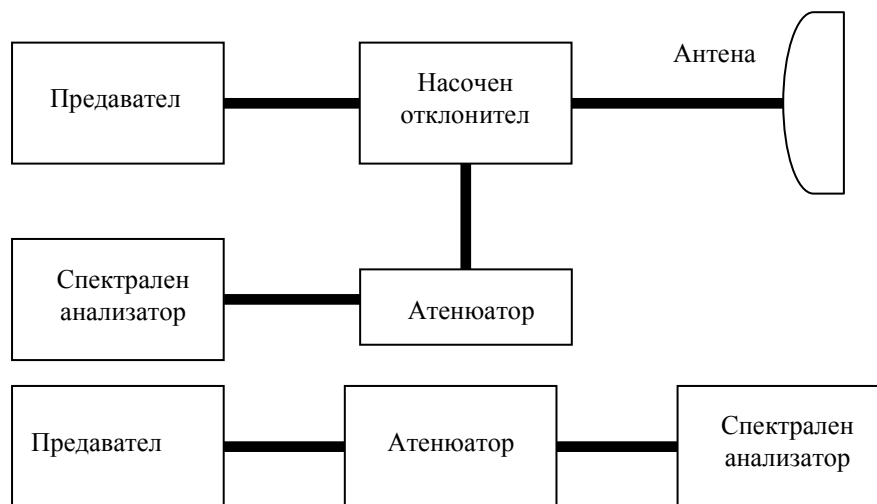 Антена
Предавател
Насочен
отклонител
Спектрален
анализатор
Атенюатор
Предавател
Атенюатор
Спектрален
анализатор